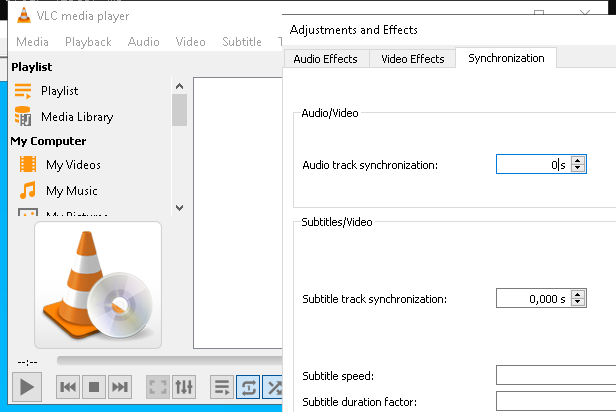 VLC media player
Media Playback Audio Video Subtitle T
Playlist
Playlist
Media Library
My Computer
My Videos
My Music
My Pictures
--:--
Adjustments and Effects
Audio Effects Video Effects Synchronization
Audio/Video
Audio track synchronization: 0 s
Subtitles/Video
Subtitle track synchronization: 0,000 s
Subtitle speed:
Subtitle duration factor: